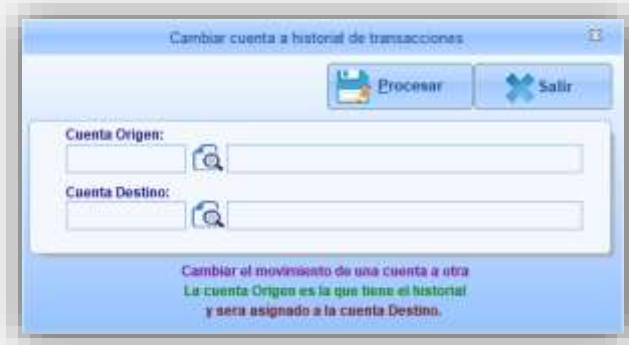 Cambiar cuenta a historial de transacciones
Procesar
Salir
Cuenta Origen:
Cuenta Destino:
Cambiar el movimiento de una cuenta a otra
La cuenta Origen es la que tiene el historial
y sera asignado a la cuenta Destino.